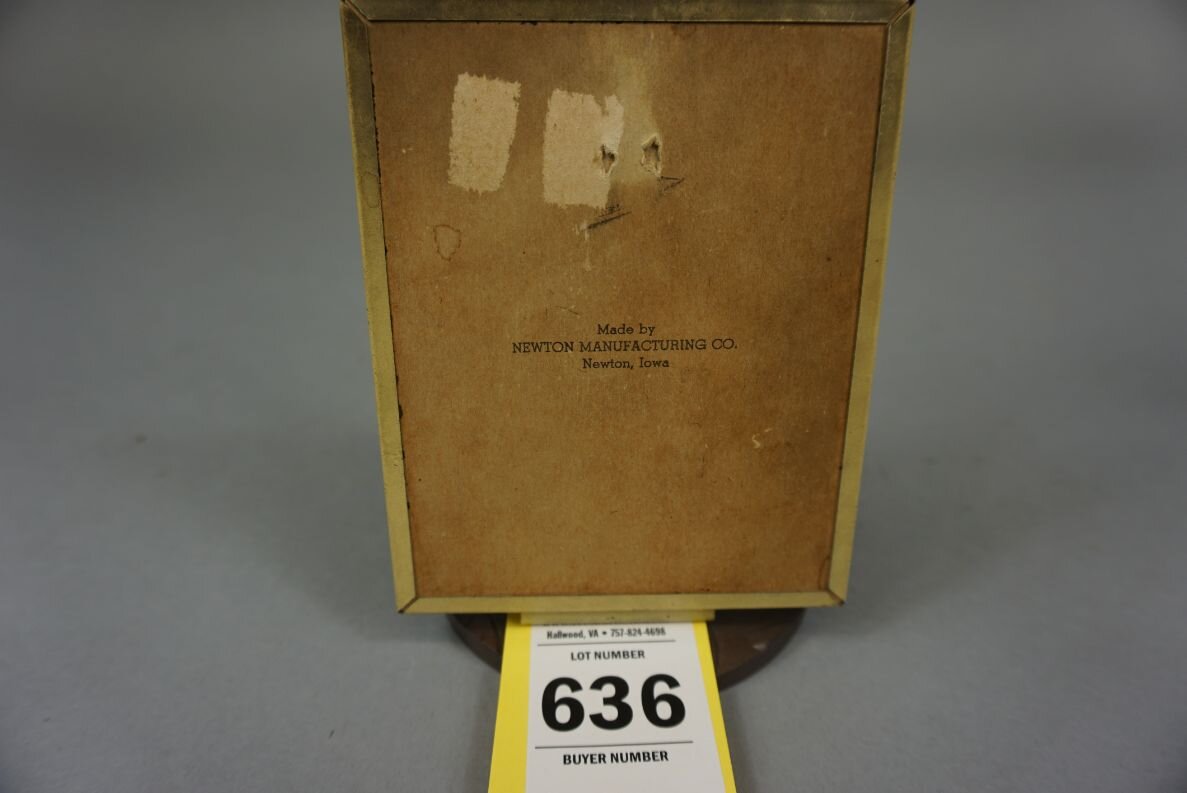 Made by
NEWTON MANUFACTURING CO.
Newton, Iowa
Hallwood, VA • 757-824-4698
LOT NUMBER
636
BUYER NUMBER